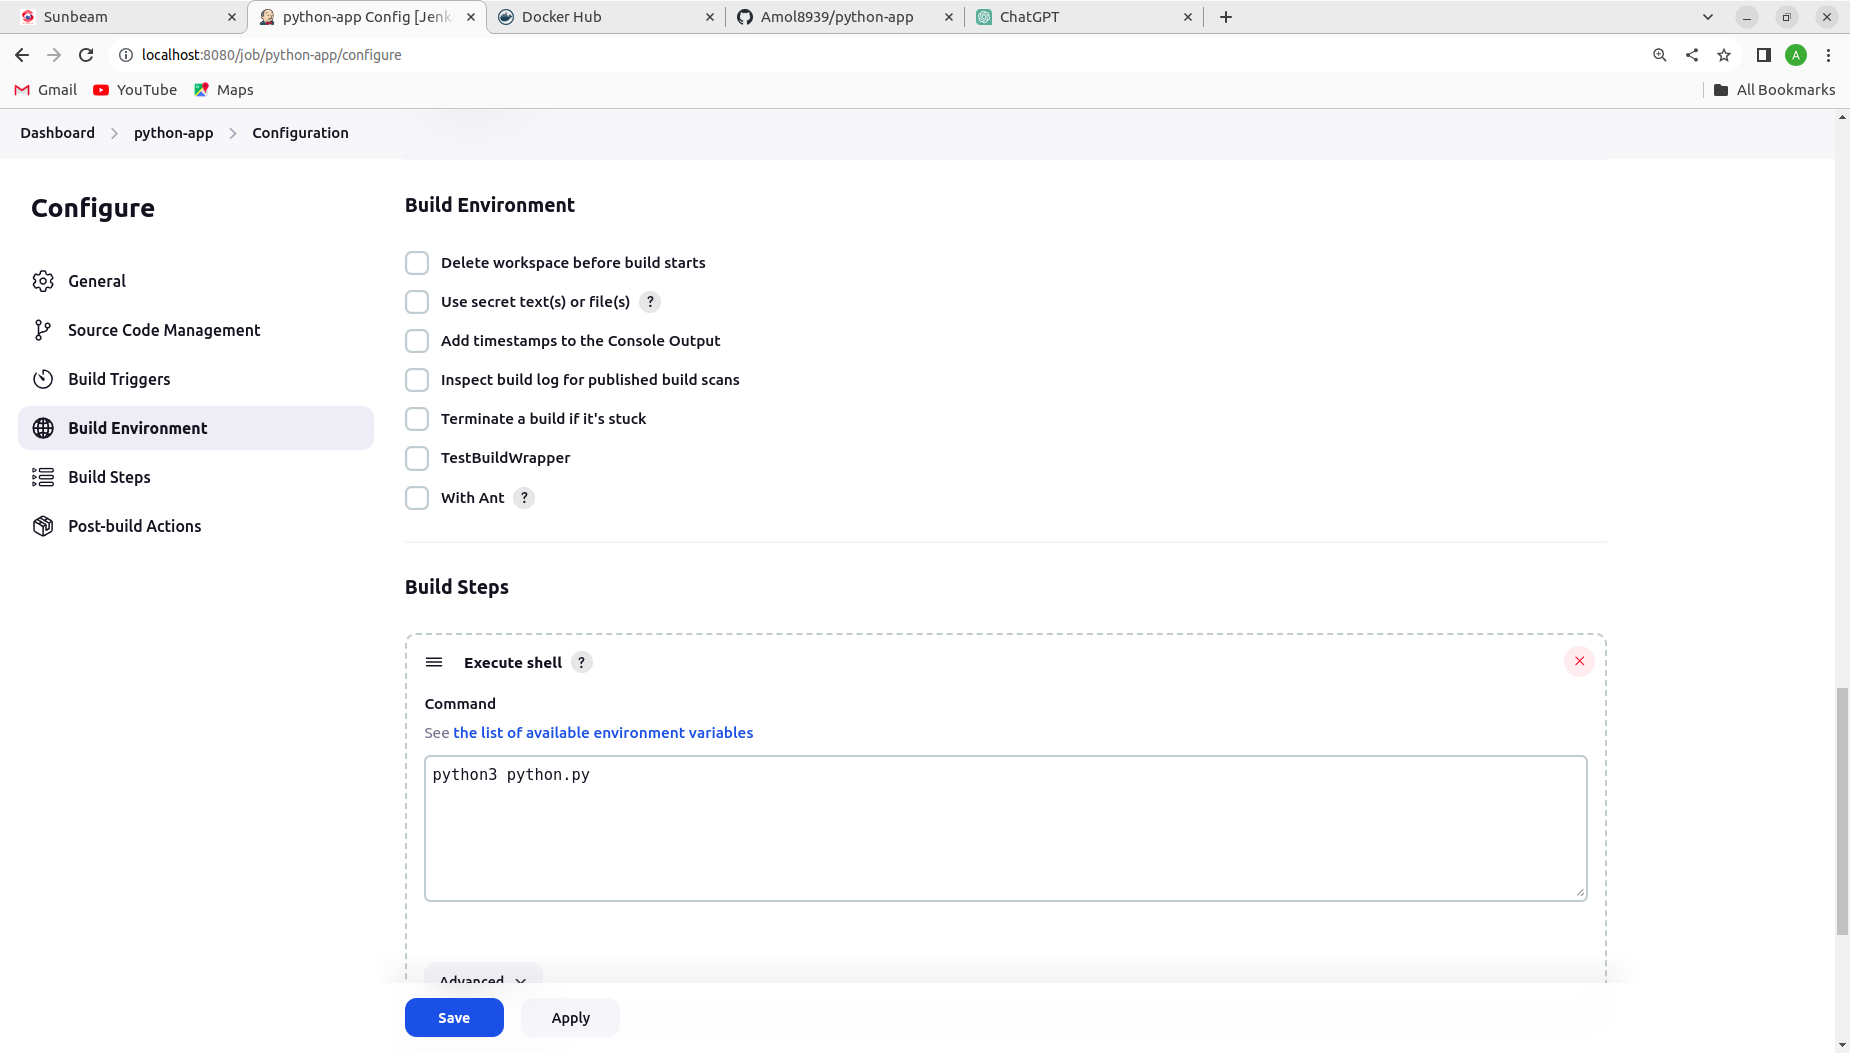 Sunbeam
python-app Config [Jenk
Docker Hub
Amol8939/python-app
ChatGPT
localhost:8080/job/python-app/configure
A
Gmail
YouTube
Maps
All Bookmarks
Dashboard
python-app
Configuration
Configure
General
Source Code Management
Build Triggers
Build Environment
Build Steps
Post-build Actions
Build Environment
Delete workspace before build starts
Use secret text(s) or file(s) ?
Add timestamps to the Console Output
Inspect build log for published build scans
Terminate a build if it's stuck
TestBuildWrapper
With Ant ?
Build Steps
Execute shell ?
Command
See the list of available environment variables
python3 python.py
Advanced
Save
Apply